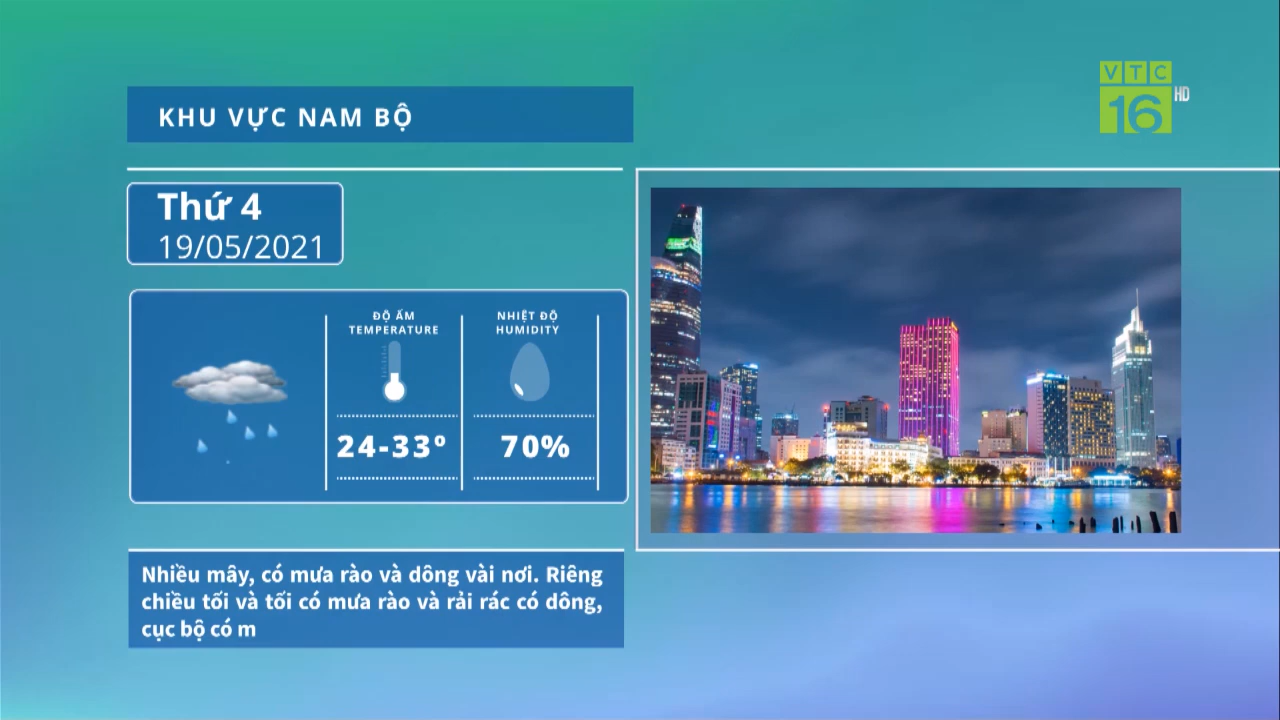 VTC
16 HD
KHU VỰC NAM BỘ
Thứ 4
19/05/2021
ĐỘ ẨM
TEMPERATURE
24-33º
NHIỆT ĐỘ
HUMIDITY
70%
Nhiều mây, có mưa rào và dông vài nơi. Riêng
chiều tối và tối có mưa rào và rải rác có dông,
cục bộ có m